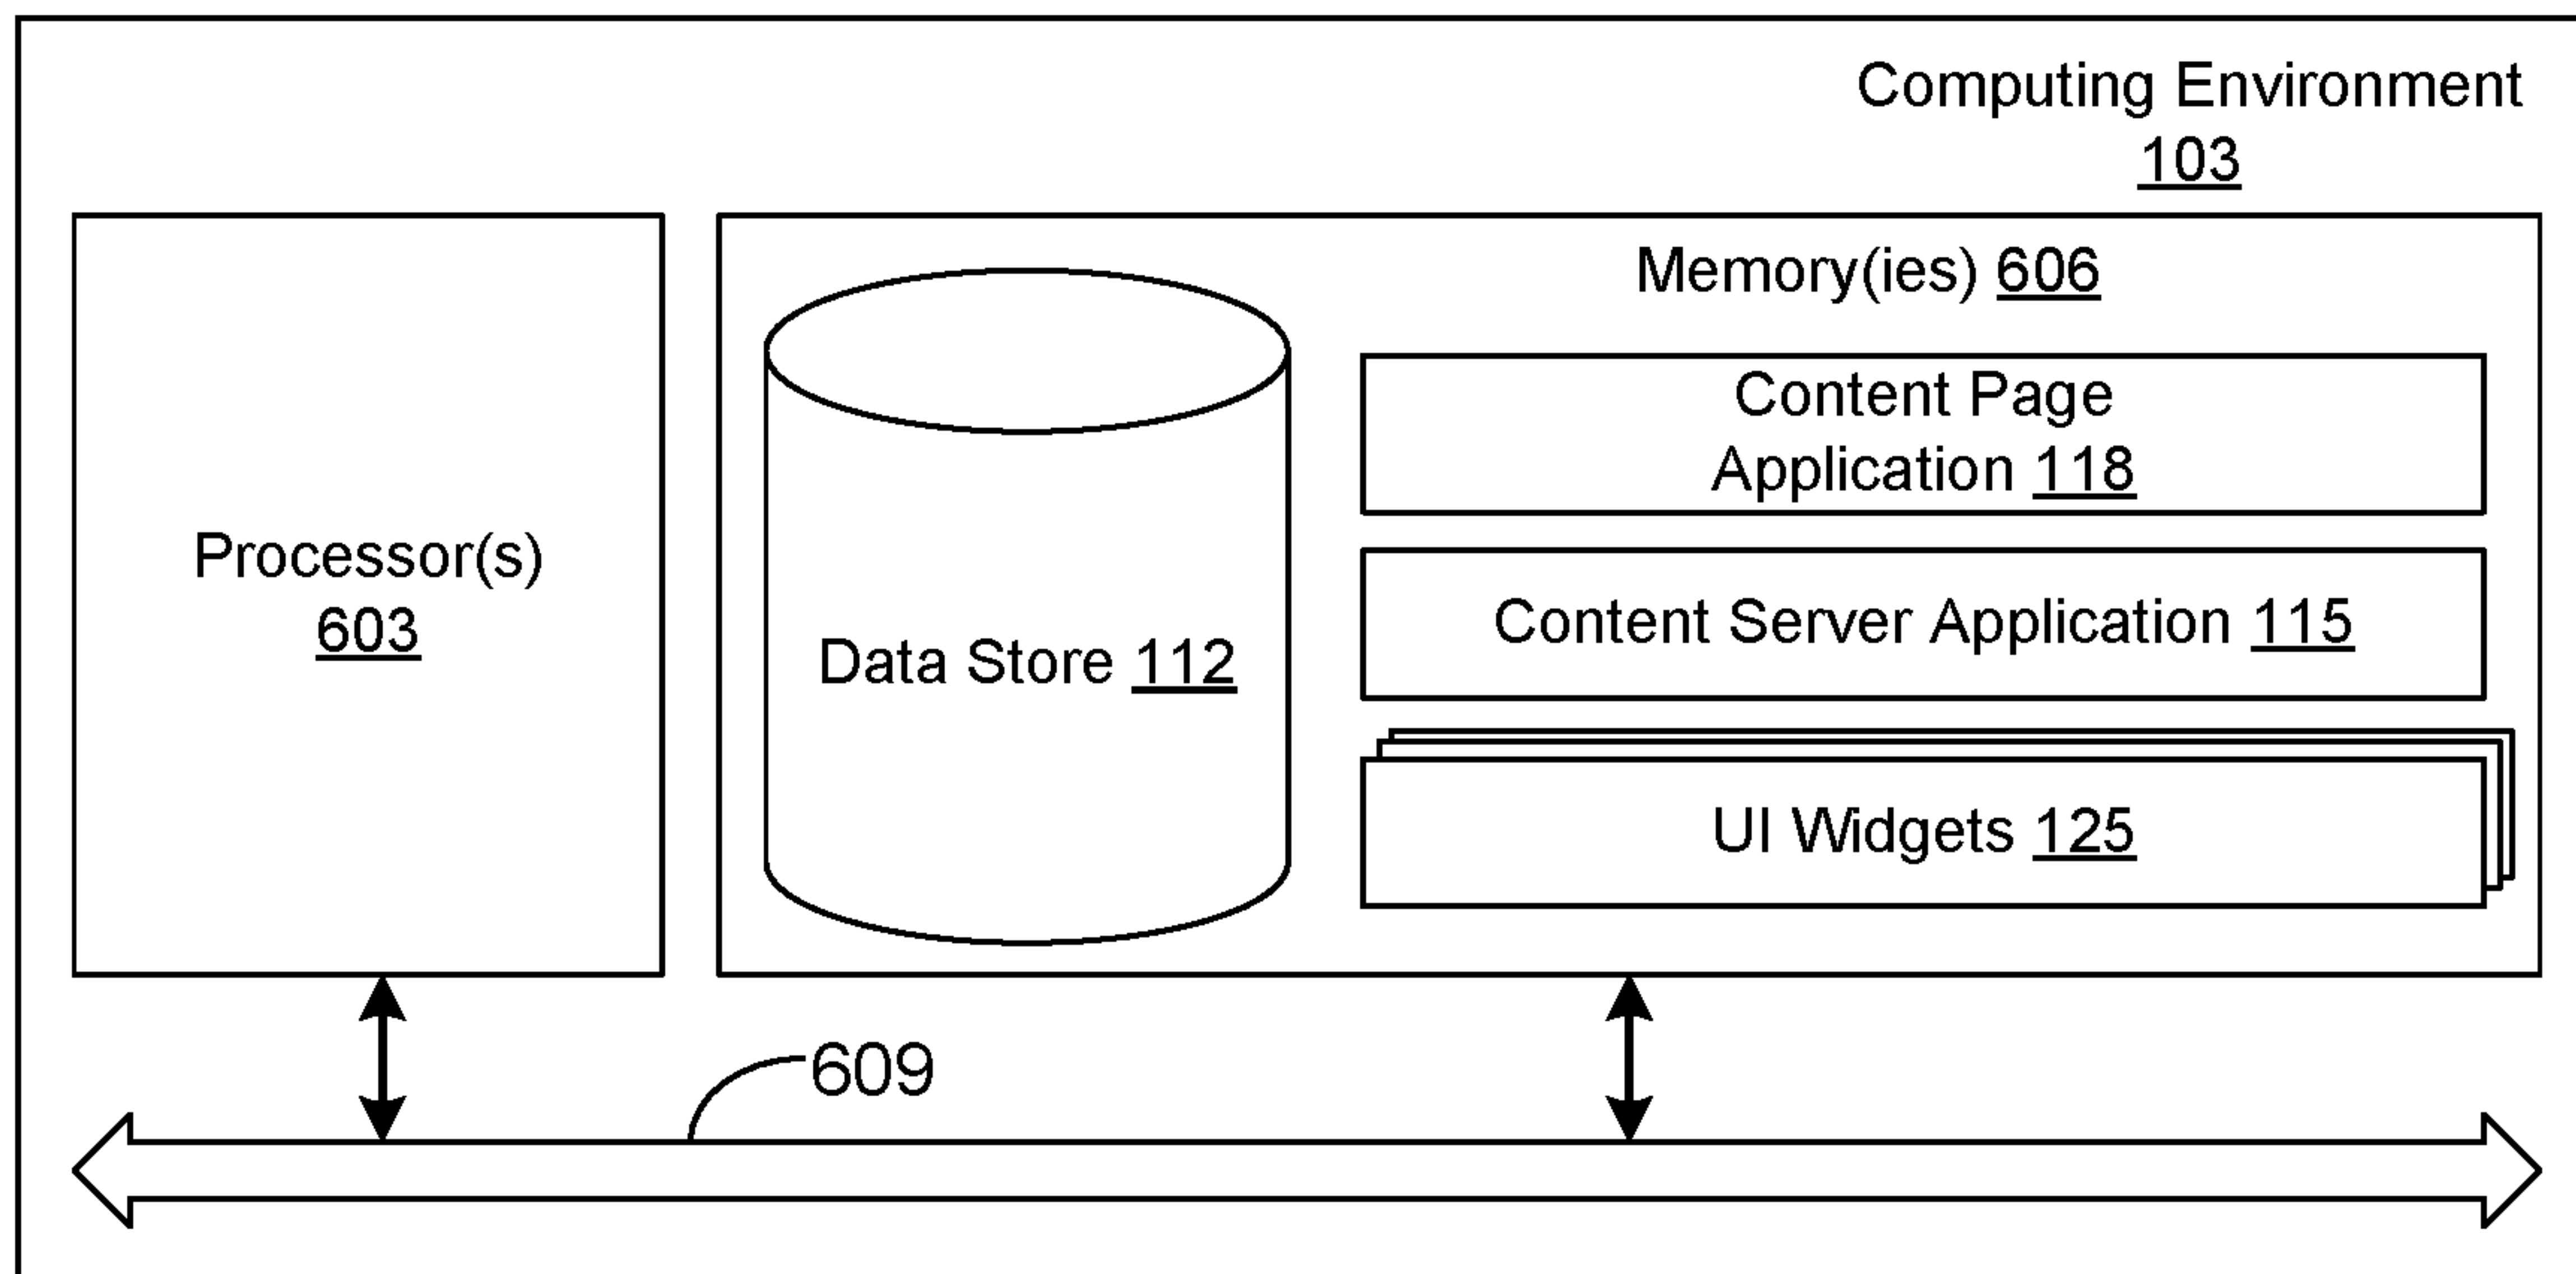 Computing Environment
103
Memory(ies) 606
Content Page
Application 118
Processor(s)
603
Content Server Application 115
Data Store 112
UI Widgets 125
609